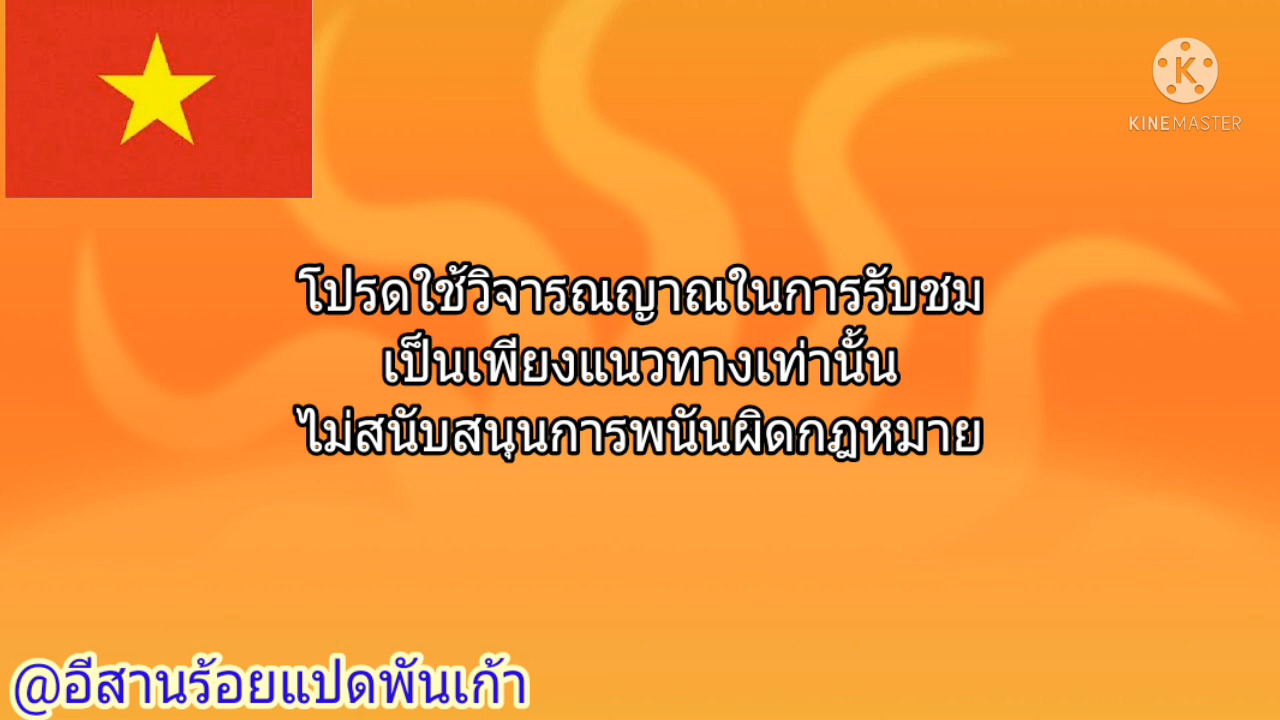 KINEMASTER
โปรดใช้วิจารณญาณในการรับชม
เป็นเพียงแนวทางเท่านั้น
ไม่สนับสนุนการพนันผิดกฎหมาย
@อีสานร้อยแปดพันเก้า